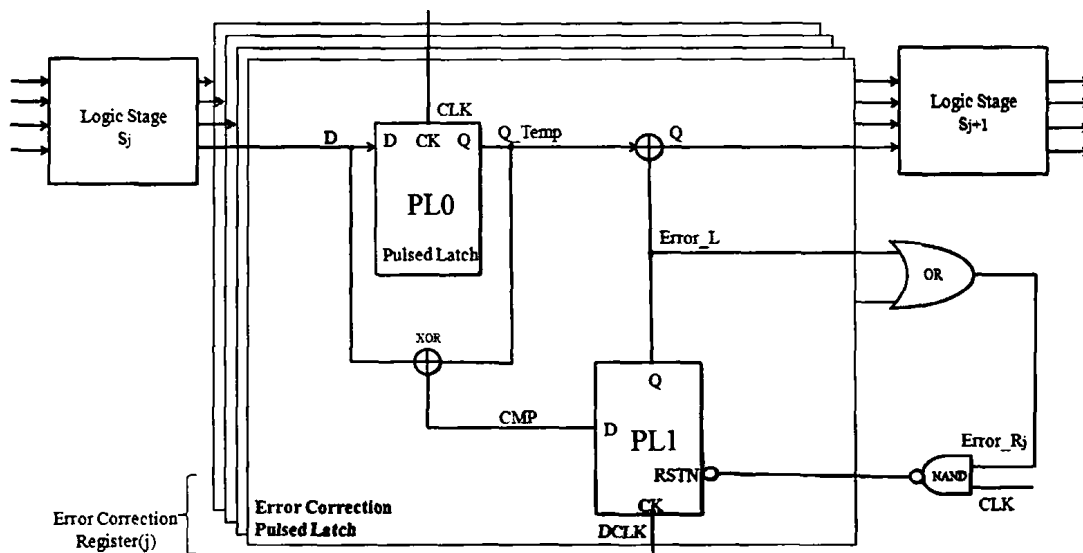 Logic Stage
Sj
D
CLK
D CK Q
PL0
Pulsed Latch
Q_Temp
Q
Logic Stage
Sj+1
Error_L
OR
XOR
CMP
Q
D
PL1
RSTN
CK
DCLK
Error_Rj
NAND
CLK
Error Correction
Pulsed Latch
Error Correction
Register(j)